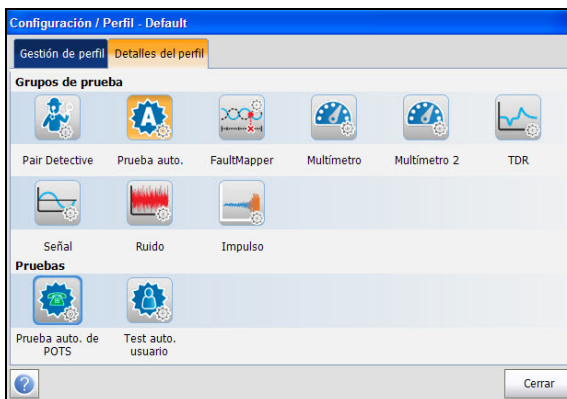 Configuración / Perfil - Default
Gestión de perfil Detalles del perfil
Grupos de prueba
Pair Detective Prueba auto. FaultMapper Multímetro Multímetro 2 TDR
Señal Ruido Impulso
Pruebas
Prueba auto. de POTS Test auto. usuario
Cerrar